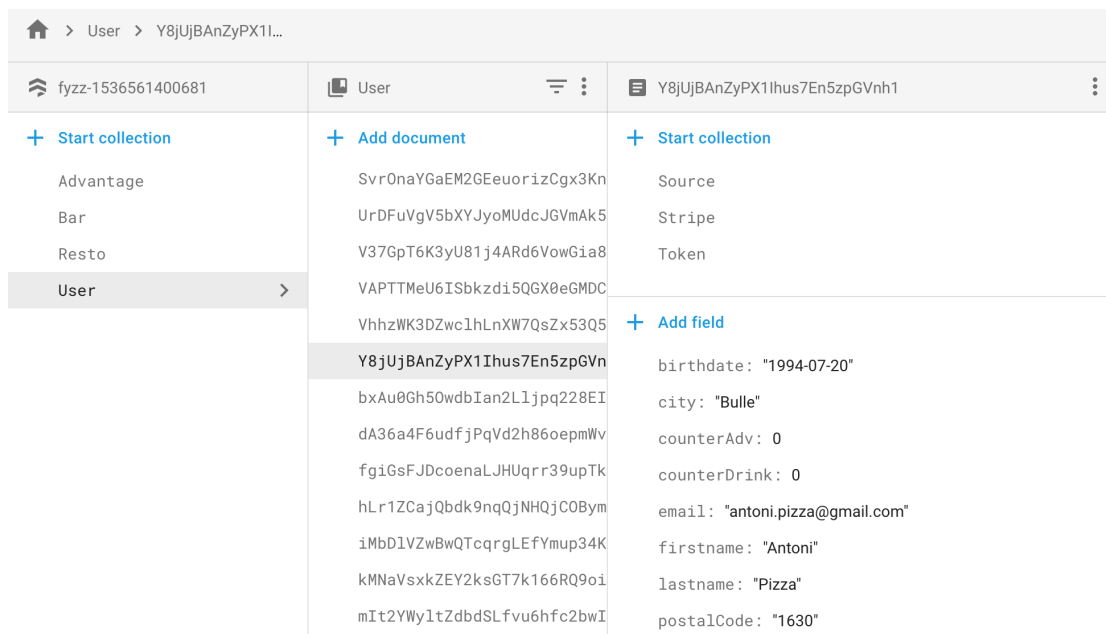 User
Y8jUjBAnZyPX1I…
fyzz-1536561400681
Start collection
Advantage
Bar
Resto
User
User
Add document
SvrOnaYGaEM2GEeuorizCgx3Kn
UrDFuVgV5bXYJyoMUdcJGVmAk5
V37GpT6K3yU81j4ARd6VowGia8
VAPTTMeU6ISbkzdi5QGX0eGMDC
VhhzWK3DZwclhLnXW7QsZx53Q5
Y8jUjBAnZyPX1Ihus7En5zpGVn
bxAu0Gh5OwdbIan2Lljpq228EI
dA36a4F6udfjPqVd2h86oepmWv
fgiGsFJDcoenaLJHUqrr39upTk
hLr1ZCajQbdk9nqQjNHQjCOBym
iMbDlVZwBwQTcqrgLEfYmup34K
kMNaVsxkZEY2ksGT7k166RQ9oi
mIt2YWyltZdbdSLfvu6hfc2bwI
Y8jUjBAnZyPX1Ihus7En5zpGVnh1
Start collection
Source
Stripe
Token
Add field
birthdate: "1994-07-20"
city: "Bulle"
counterAdv: 0
counterDrink: 0
email: "antoni.pizza@gmail.com"
firstname: "Antoni"
lastname: "Pizza"
postalCode: "1630"